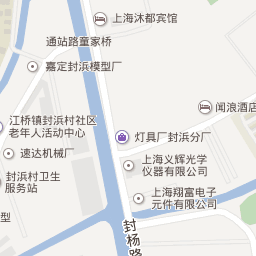 上海沐都宾馆
通站路童家桥
嘉定封浜模型厂
闻浪酒店
江桥镇封浜村社区
老年人活动中心
灯具厂封浜分厂
速达机械厂
上海义辉光学
仪器有限公司
封浜村卫生
服务站
上海翔富电子
元件有限公司
型
封杨路